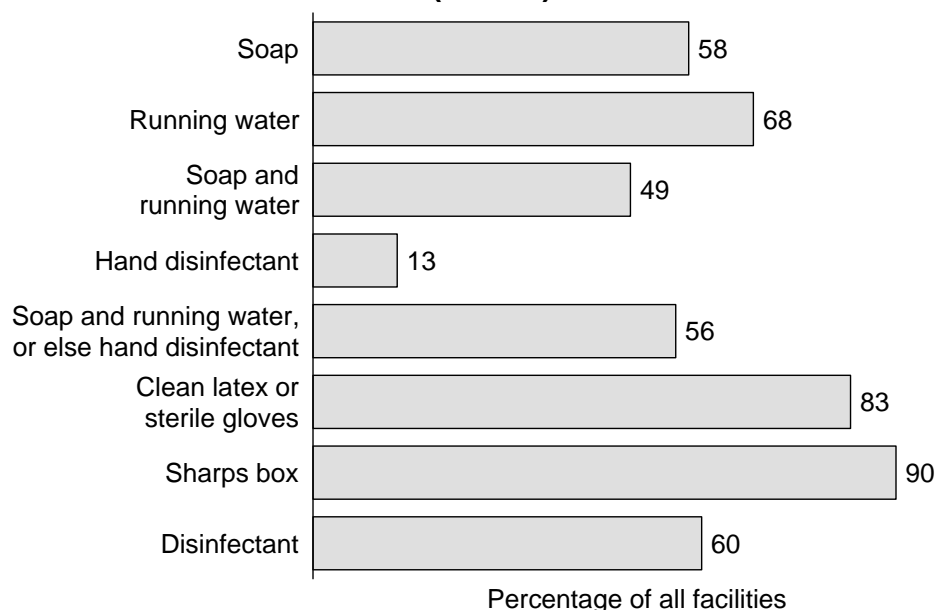 Soap
58
Running water
68
Soap and
running water
49
Hand disinfectant
13
Soap and running water,
or else hand disinfectant
56
Clean latex or
sterile gloves
83
Sharps box
90
Disinfectant
60
Percentage of all facilities